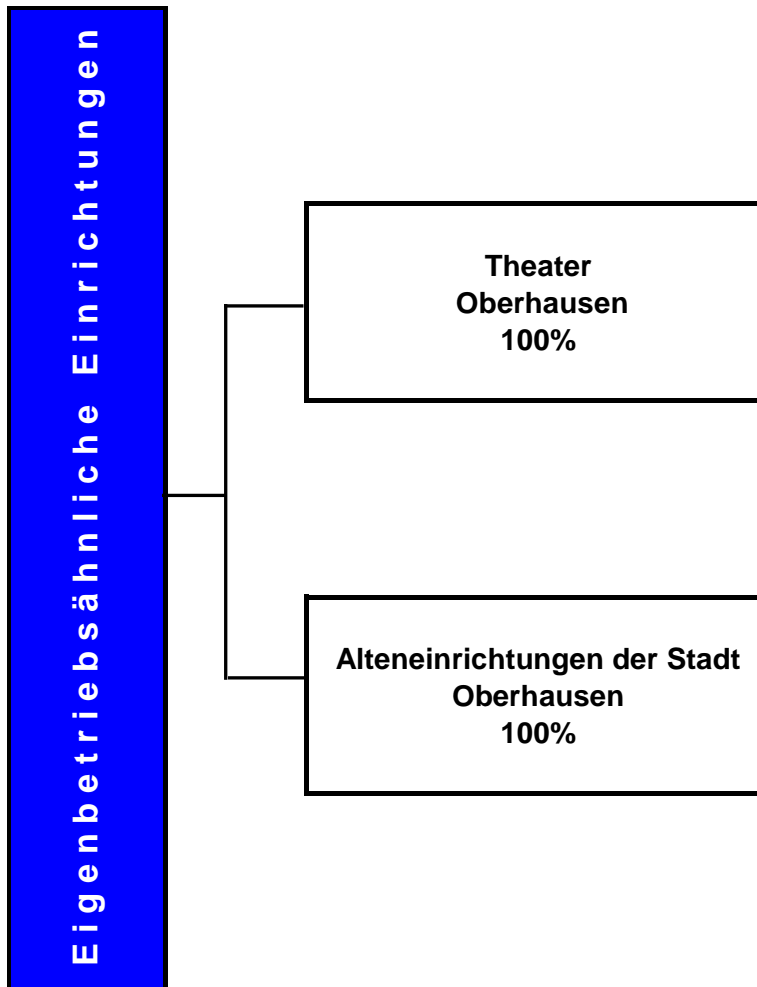 Eigenbetriebsähnliche Einrichtungen
Theater
Oberhausen
100%
Alteneinrichtungen der Stadt
Oberhausen
100%